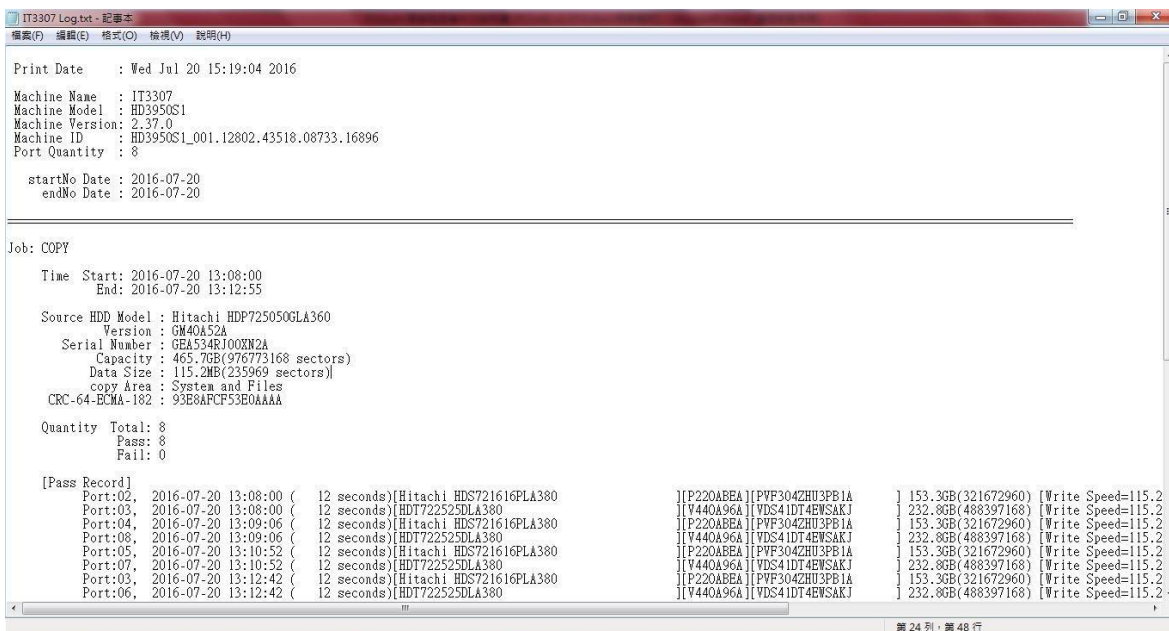 IT3307 Log.txt - 記事本
檔案(F) 編輯(E) 格式(O) 檢視(V) 說明(H)
Print Date : Wed Jul 20 15:19:04 2016
Machine Name : IT3307
Machine Model : HD3950S1
Machine Version: 2.37.0
Machine ID : HD3950S1_001.12802.43518.08733.16896
Port Quantity : 8
startNo Date : 2016-07-20
endNo Date : 2016-07-20
Job: COPY
Time Start: 2016-07-20 13:08:00
End: 2016-07-20 13:12:55
Source HDD Model : Hitachi HDP725050GLA360
Version : GM4OA52A
Serial Number : GEA534RJ00XN2A
Capacity : 465.7GB(976773168 sectors)
Data Size : 115.2MB(235969 sectors)
copy Area : System and Files
CRC-64-ECMA-182 : 93E8AFCF53E0AAAA
Quantity Total: 8
Pass: 8
Fail: 0
[Pass Record]
Port:02, 2016-07-20 13:08:00 ( 12 seconds)[Hitachi HDS721616PLA380 ][P22OABEA][PVF304ZHU3PB1A ] 153.3GB(321672960) [Write Speed=115.2
Port:03, 2016-07-20 13:08:00 ( 12 seconds)[HDT722525DLA380 ][V44OA96A][VDS41DT4EWSAKJ ] 232.8GB(488397168) [Write Speed=115.2
Port:04, 2016-07-20 13:09:06 ( 12 seconds)[Hitachi HDS721616PLA380 ][P22OABEA][PVF304ZHU3PB1A ] 153.3GB(321672960) [Write Speed=115.2
Port:08, 2016-07-20 13:09:06 ( 12 seconds)[HDT722525DLA380 ][V44OA96A][VDS41DT4EWSAKJ ] 232.8GB(488397168) [Write Speed=115.2
Port:05, 2016-07-20 13:10:52 ( 12 seconds)[Hitachi HDS721616PLA380 ][P22OABEA][PVF304ZHU3PB1A ] 153.3GB(321672960) [Write Speed=115.2
Port:07, 2016-07-20 13:10:52 ( 12 seconds)[HDT722525DLA380 ][V44OA96A][VDS41DT4EWSAKJ ] 232.8GB(488397168) [Write Speed=115.2
Port:03, 2016-07-20 13:12:42 ( 12 seconds)[Hitachi HDS721616PLA380 ][P22OABEA][PVF304ZHU3PB1A ] 153.3GB(321672960) [Write Speed=115.2
Port:06, 2016-07-20 13:12:42 ( 12 seconds)[HDT722525DLA380 ][V44OA96A][VDS41DT4EWSAKJ ] 232.8GB(488397168) [Write Speed=115.2
第 24 列，第 48 行